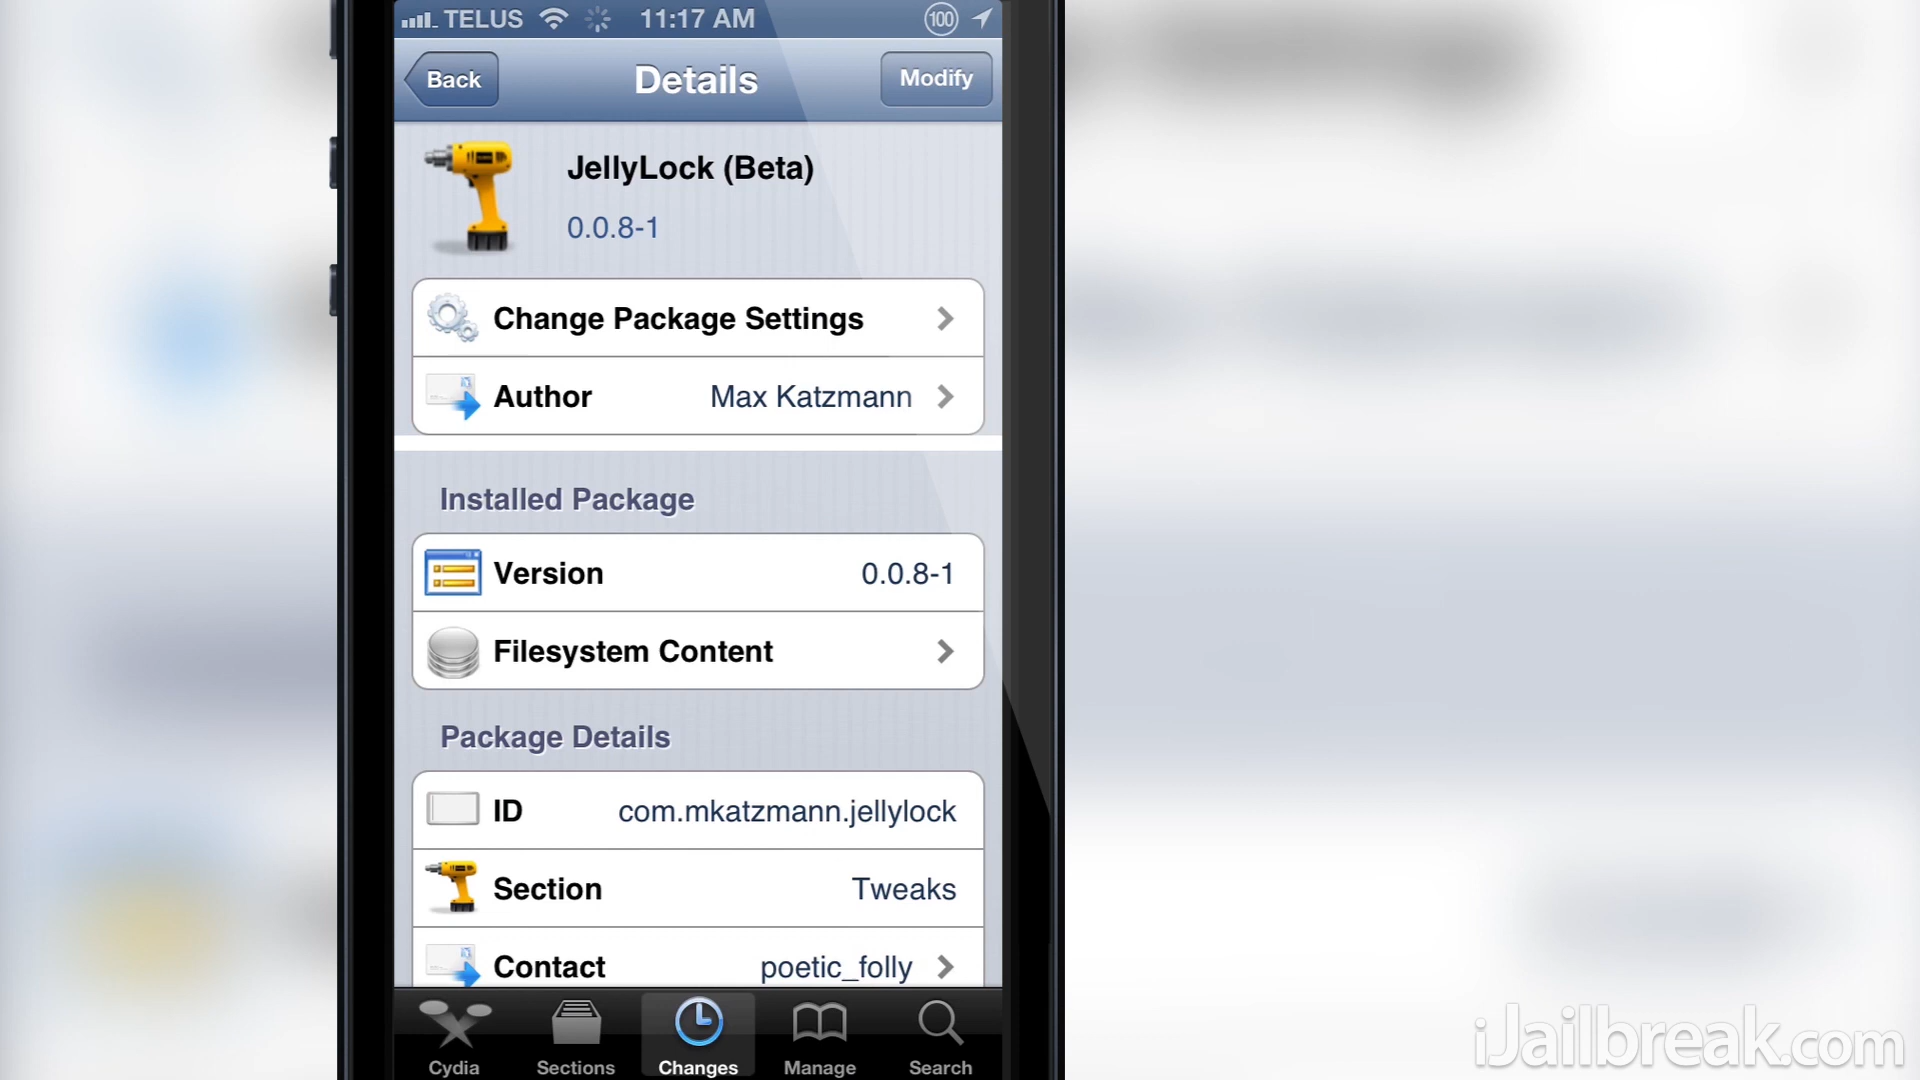 TELUS 11:17 AM 100
Back Details Modify
JellyLock (Beta)
0.0.8-1
Change Package Settings
Author Max Katzmann
Installed Package
Version 0.0.8-1
Filesystem Content
Package Details
ID com.mkatzmann.jellylock
Section Tweaks
Contact poetic_folly
Cydia Sections Changes Manage Search
iJailbreak.com